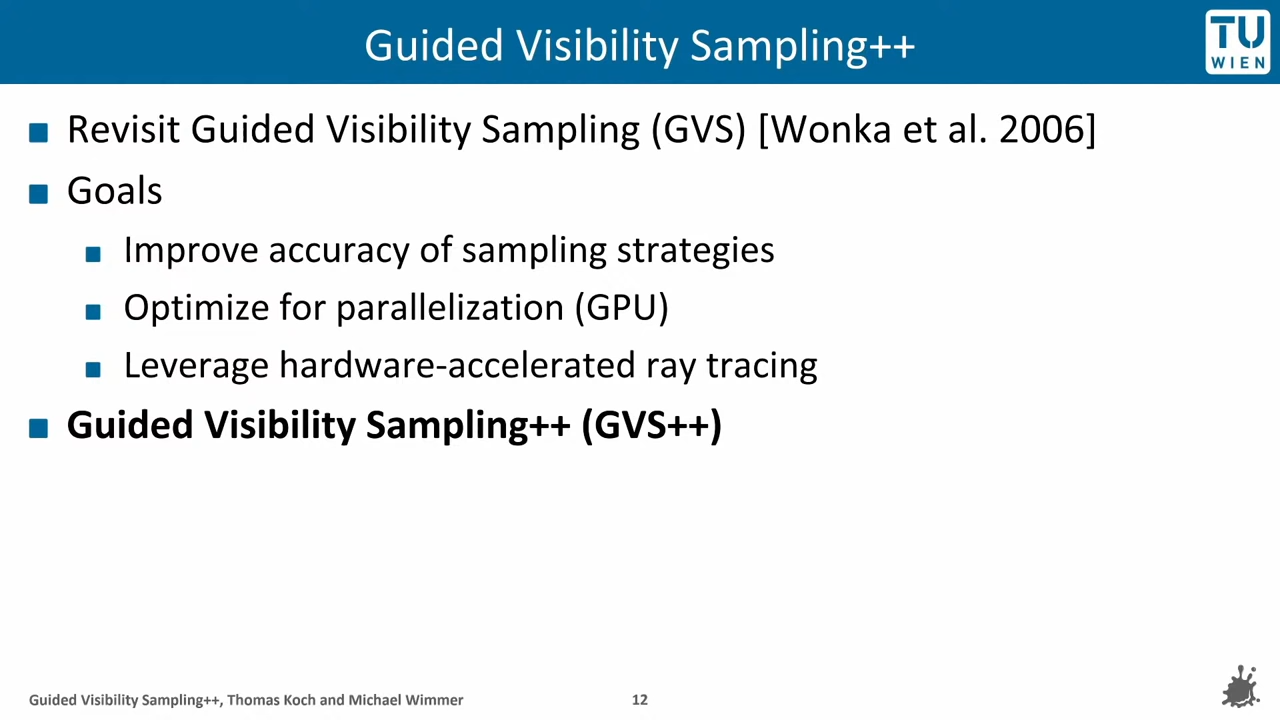 Guided Visibility Sampling++
TU
WIEN
Revisit Guided Visibility Sampling (GVS) [Wonka et al. 2006]
Goals
Improve accuracy of sampling strategies
Optimize for parallelization (GPU)
Leverage hardware-accelerated ray tracing
Guided Visibility Sampling++ (GVS++)
Guided Visibility Sampling++, Thomas Koch and Michael Wimmer
12